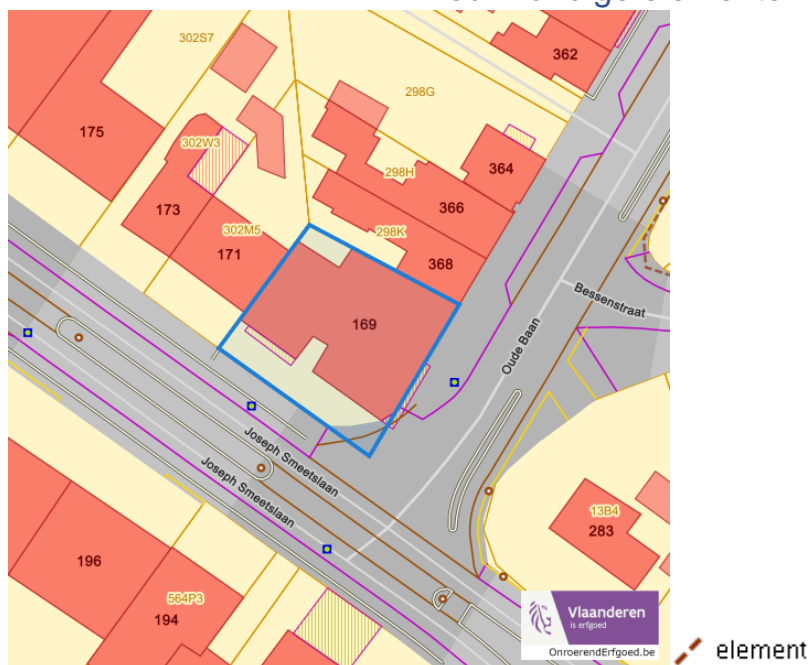 302S7
362
298G
175
302W3
364
298H
173
366
302M5
298K
171
368
Bessenstraat
169
Oude Baan
Joseph Smeetslaan
Joseph Smeetslaan
13B4
283
196
564P3
194
Vlaanderen
is erfgoed
OnroerendErfgoed.be
element